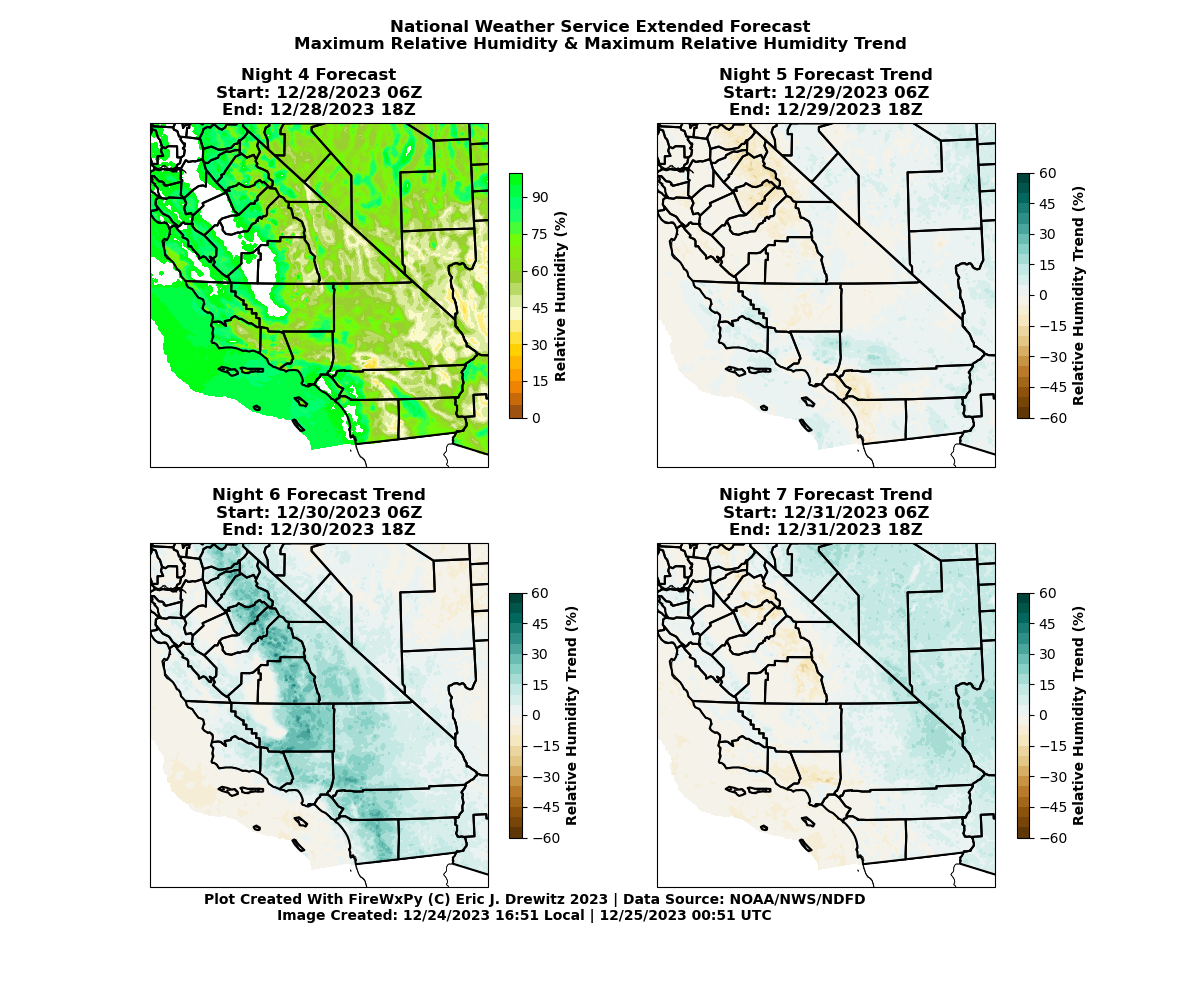 National Weather Service Extended Forecast
Maximum Relative Humidity & Maximum Relative Humidity Trend
Night 4 Forecast
Start: 12/28/2023 06Z
End: 12/28/2023 18Z
90
75
60
45
30
15
0
Relative Humidity (%)
Night 5 Forecast Trend
Start: 12/29/2023 06Z
End: 12/29/2023 18Z
60
45
30
15
0
−15
−30
−45
−60
Relative Humidity Trend (%)
Night 6 Forecast Trend
Start: 12/30/2023 06Z
End: 12/30/2023 18Z
60
45
30
15
0
−15
−30
−45
−60
Relative Humidity Trend (%)
Night 7 Forecast Trend
Start: 12/31/2023 06Z
End: 12/31/2023 18Z
60
45
30
15
0
−15
−30
−45
−60
Relative Humidity Trend (%)
Plot Created With FireWxPy (C) Eric J. Drewitz 2023 | Data Source: NOAA/NWS/NDFD
Image Created: 12/24/2023 16:51 Local | 12/25/2023 00:51 UTC